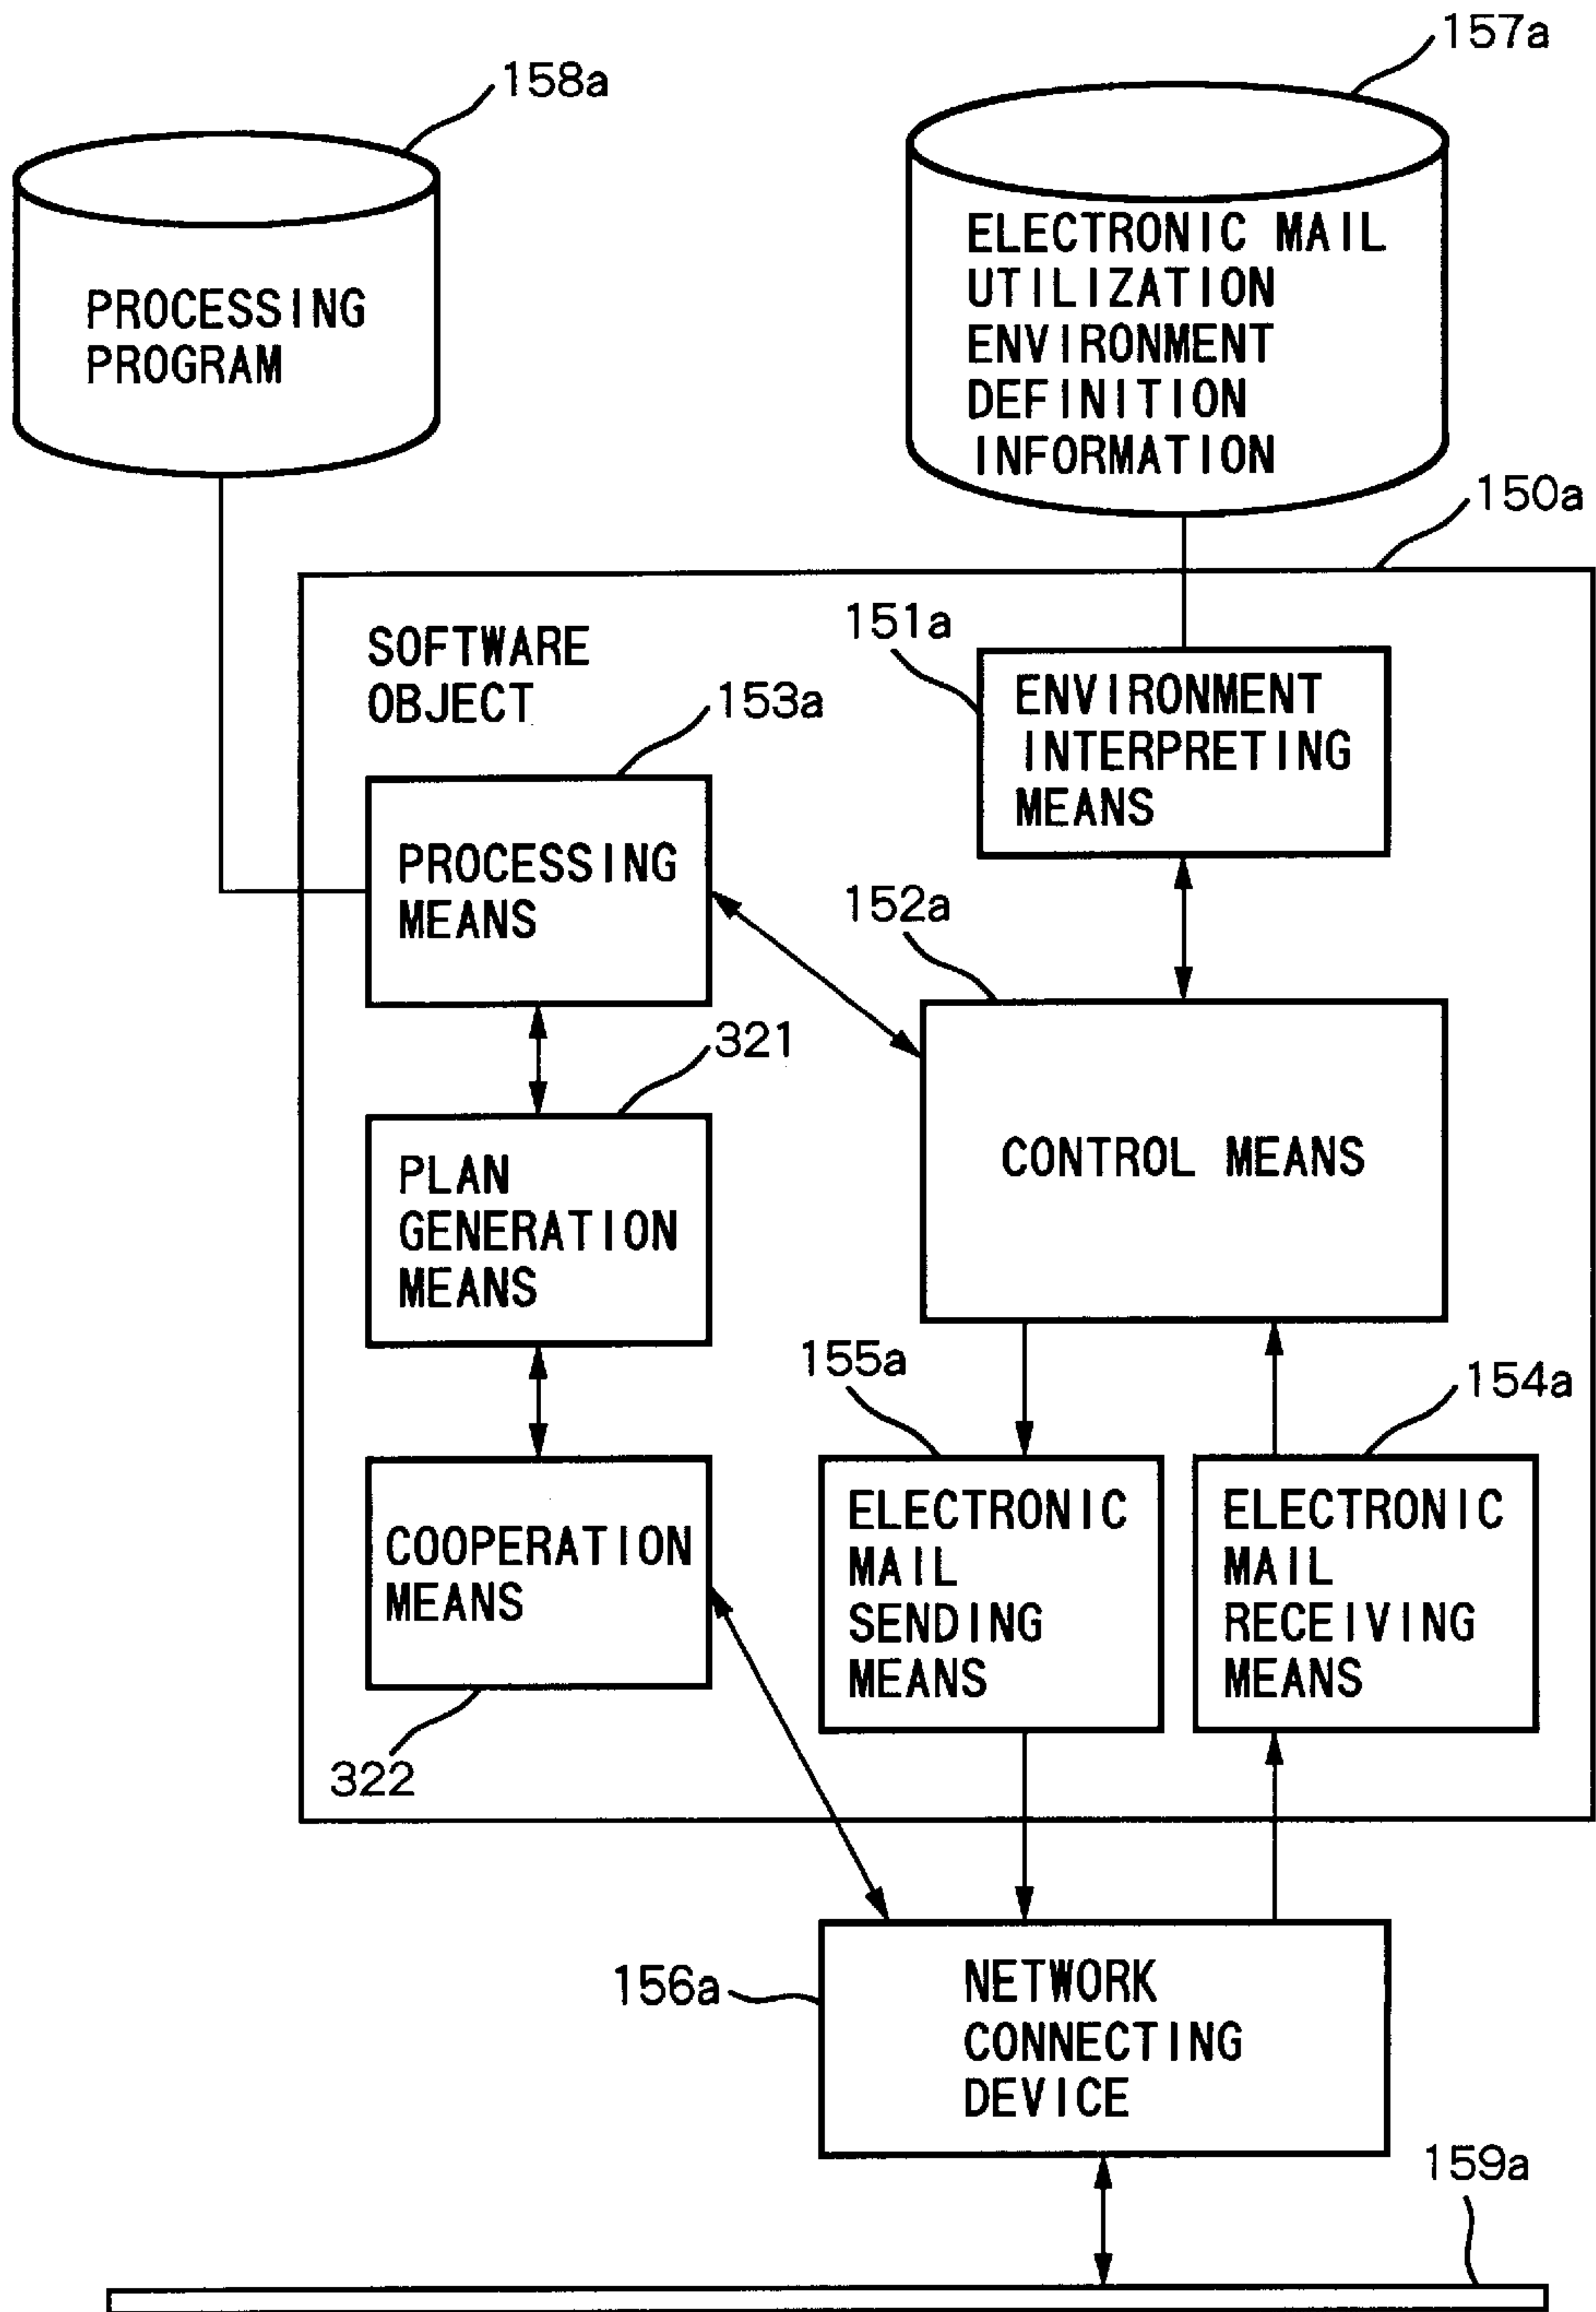 157a
158a
ELECTRONIC MAIL
UTILIZATION
ENVIRONMENT
DEFINITION
INFORMATION
PROCESSING
PROGRAM
150a
151a
SOFTWARE
OBJECT
153a
ENVIRONMENT
INTERPRETING
MEANS
PROCESSING
MEANS
152a
321
PLAN
GENERATION
MEANS
CONTROL MEANS
155a
154a
COOPERATION
MEANS
ELECTRONIC
MAIL
SENDING
MEANS
ELECTRONIC
MAIL
RECEIVING
MEANS
322
156a
NETWORK
CONNECTING
DEVICE
159a